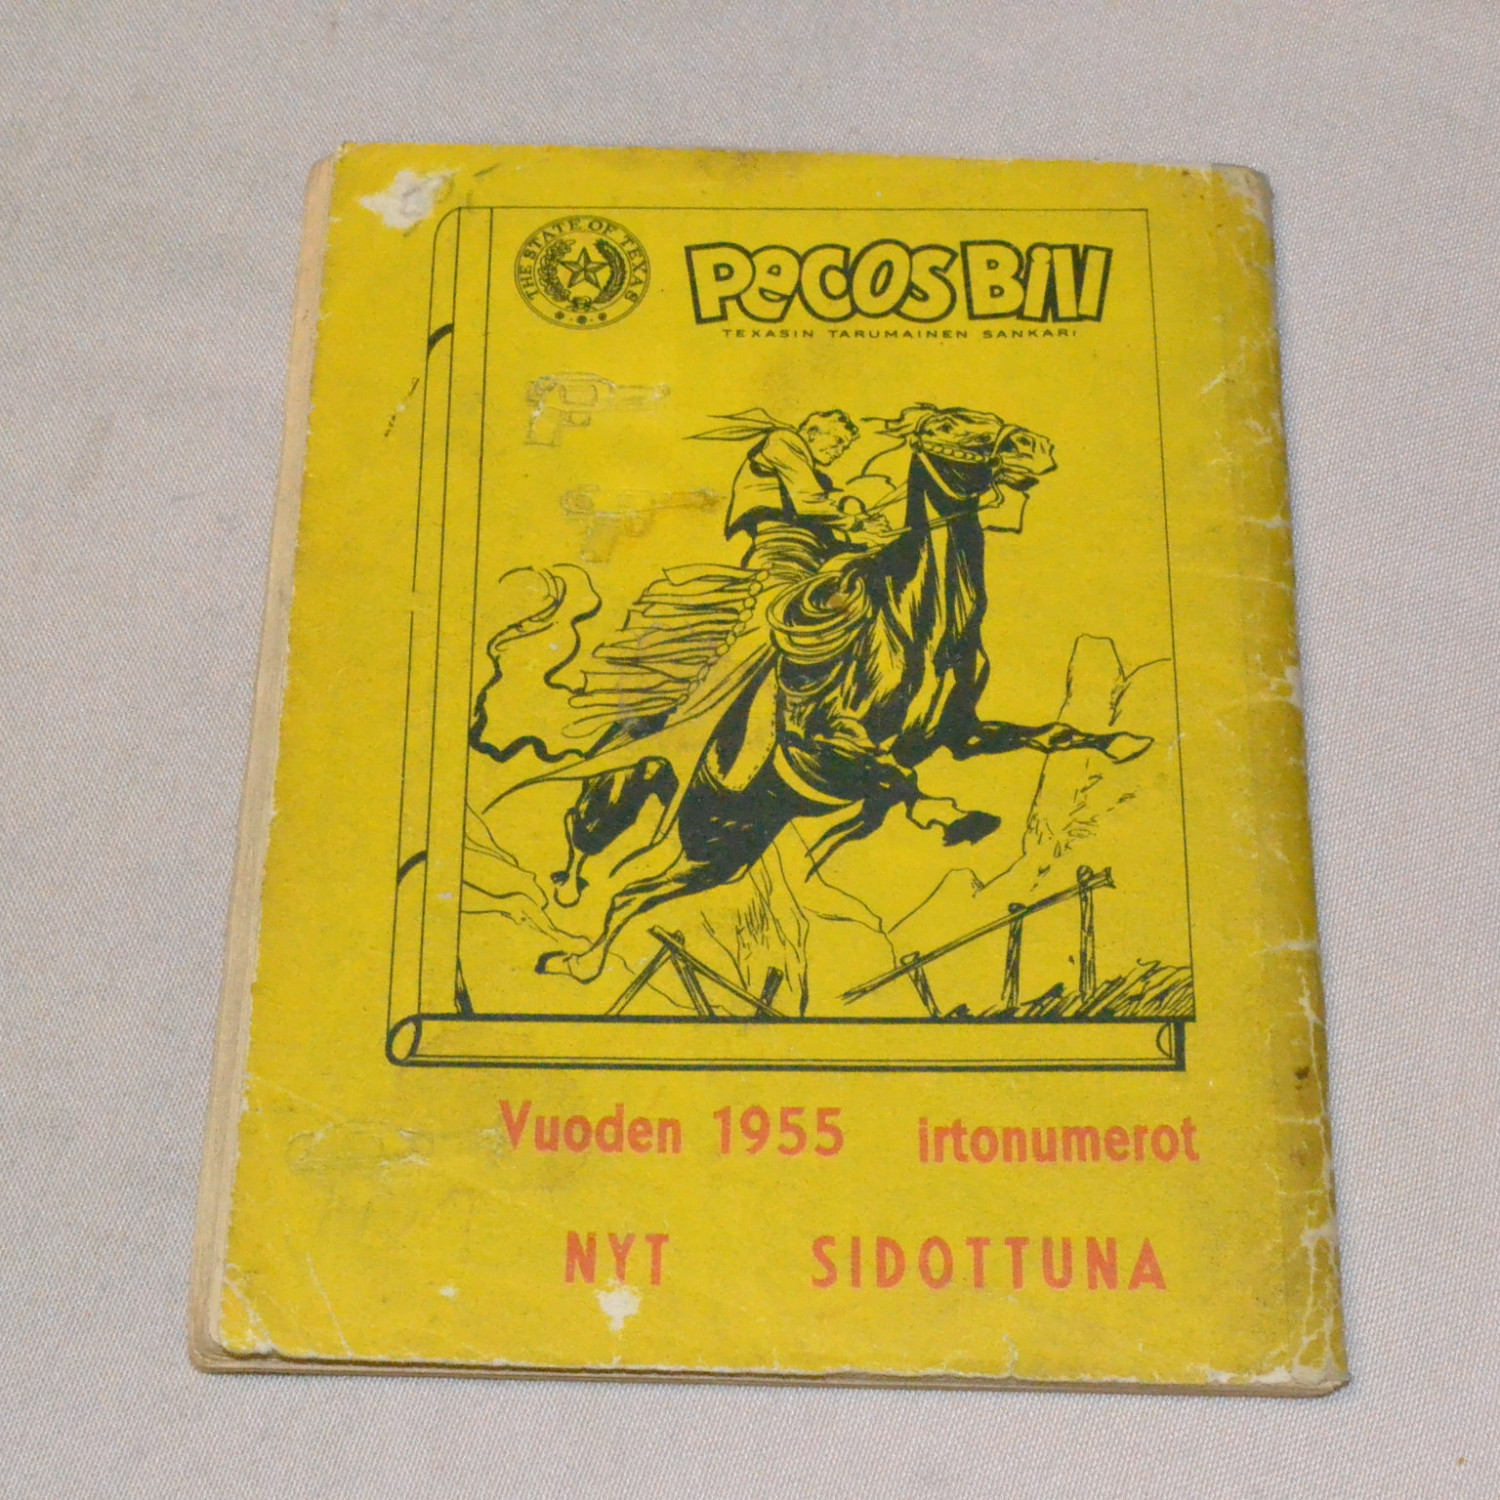 THE STATE OF TEXAS
PECOS BILL
TEXASIN TARUMAINEN SANKARI
Vuoden 1955 irtonumerot
NYT SIDOTTUNA